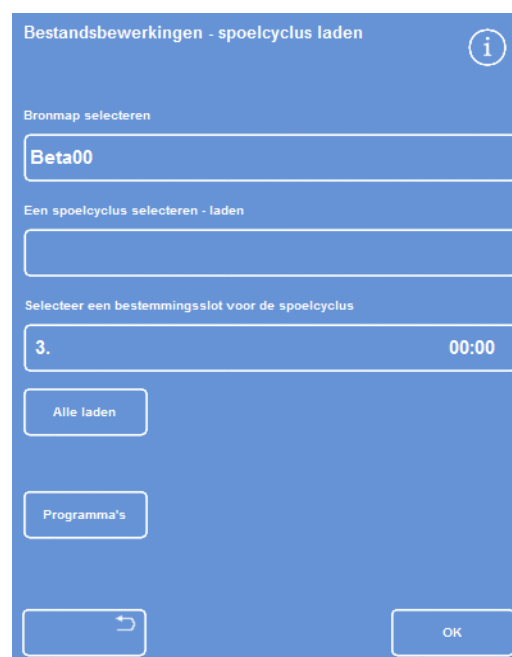 Bestandsbewerkingen - spoelcyclus laden
i
Bronmap selecteren
Beta00
Een spoelcyclus selecteren - laden
Selecteer een bestemmingsslot voor de spoelcyclus
3. 00:00
Alle laden
Programma's
OK